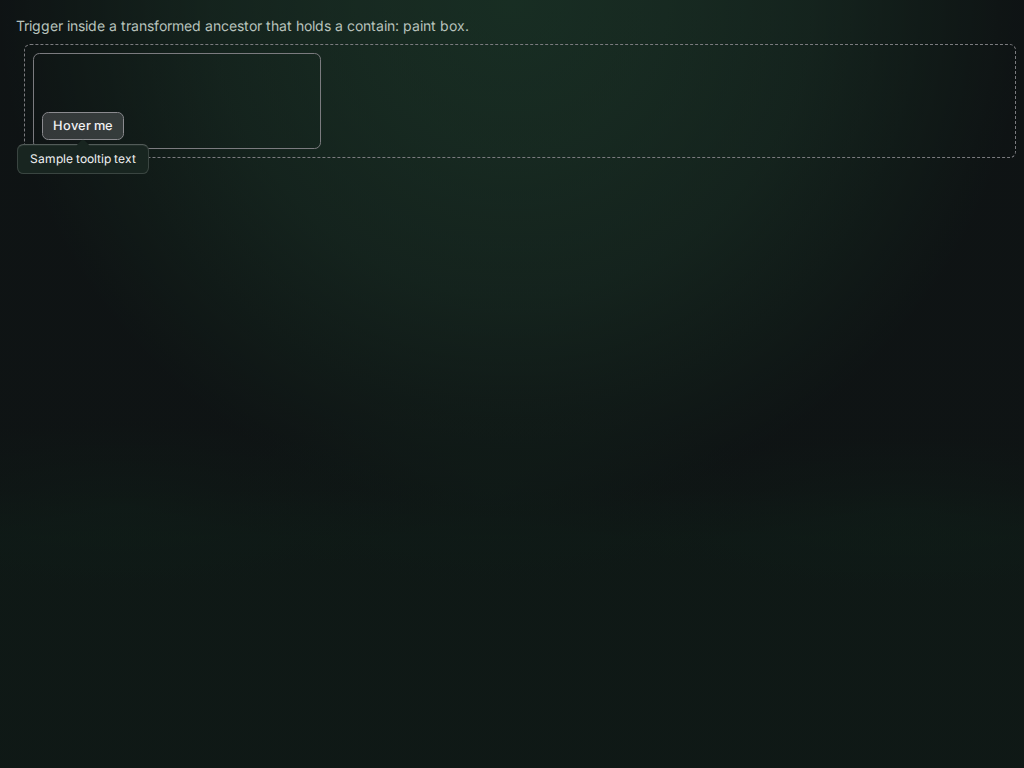 Trigger inside a transformed ancestor that holds a contain: paint box.
Hover me
Sample tooltip text